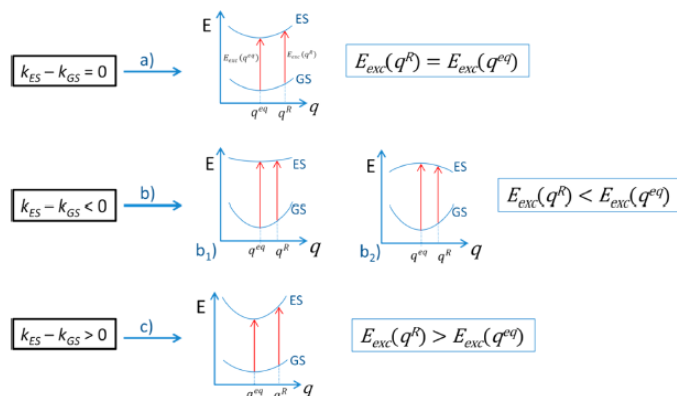 E
ES
k_ES – k_GS = 0
a)
E_exc(q^eq)
E_exc(q^R)
E_exc(q^R) = E_exc(q^eq)
GS
q^eq
q^R
q
E
ES
E
ES
k_ES – k_GS < 0
b)
E_exc(q^R) < E_exc(q^eq)
GS
GS
b₁)
q^eq
q^R
q
b₂)
q^eq
q^R
q
E
ES
k_ES – k_GS > 0
c)
E_exc(q^R) > E_exc(q^eq)
GS
q^eq
q^R
q